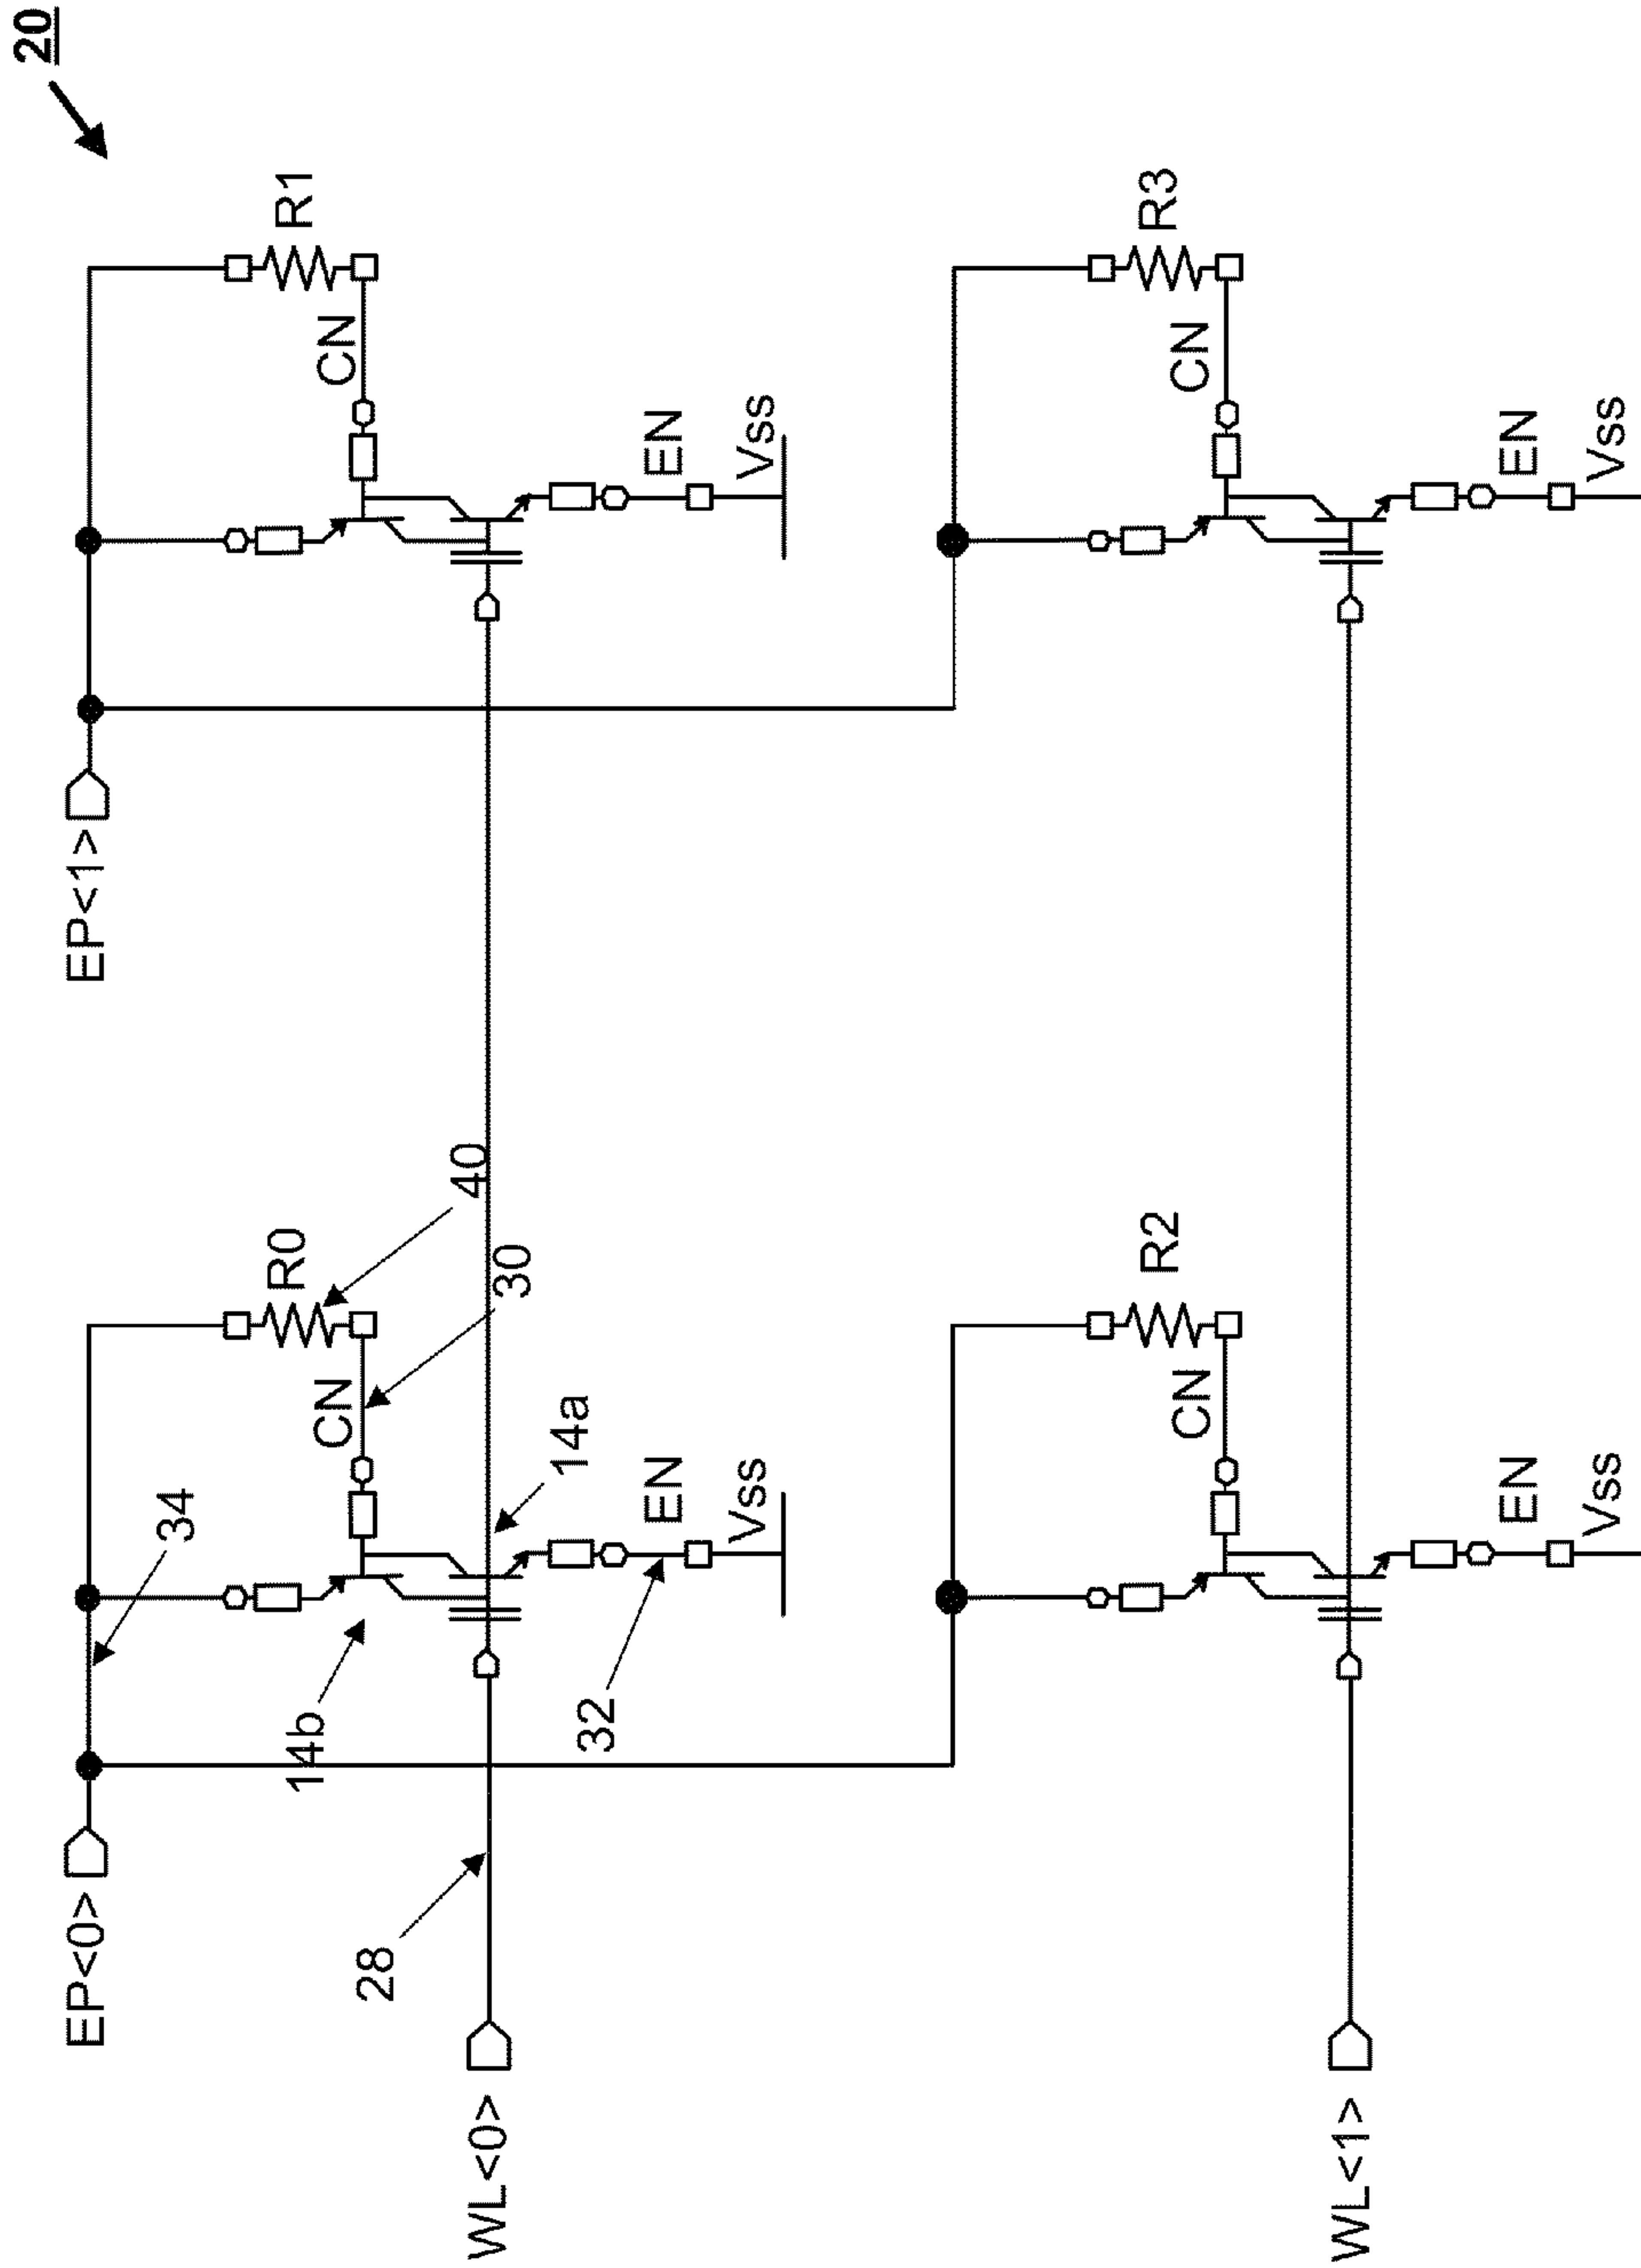 20
EP<0>
34
EP<1>
R0
R1
14b
40
CN
30
CN
28
14a
WL<0>
32
EN
EN
Vss
Vss
R2
R3
CN
CN
WL<1>
EN
EN
Vss
Vss